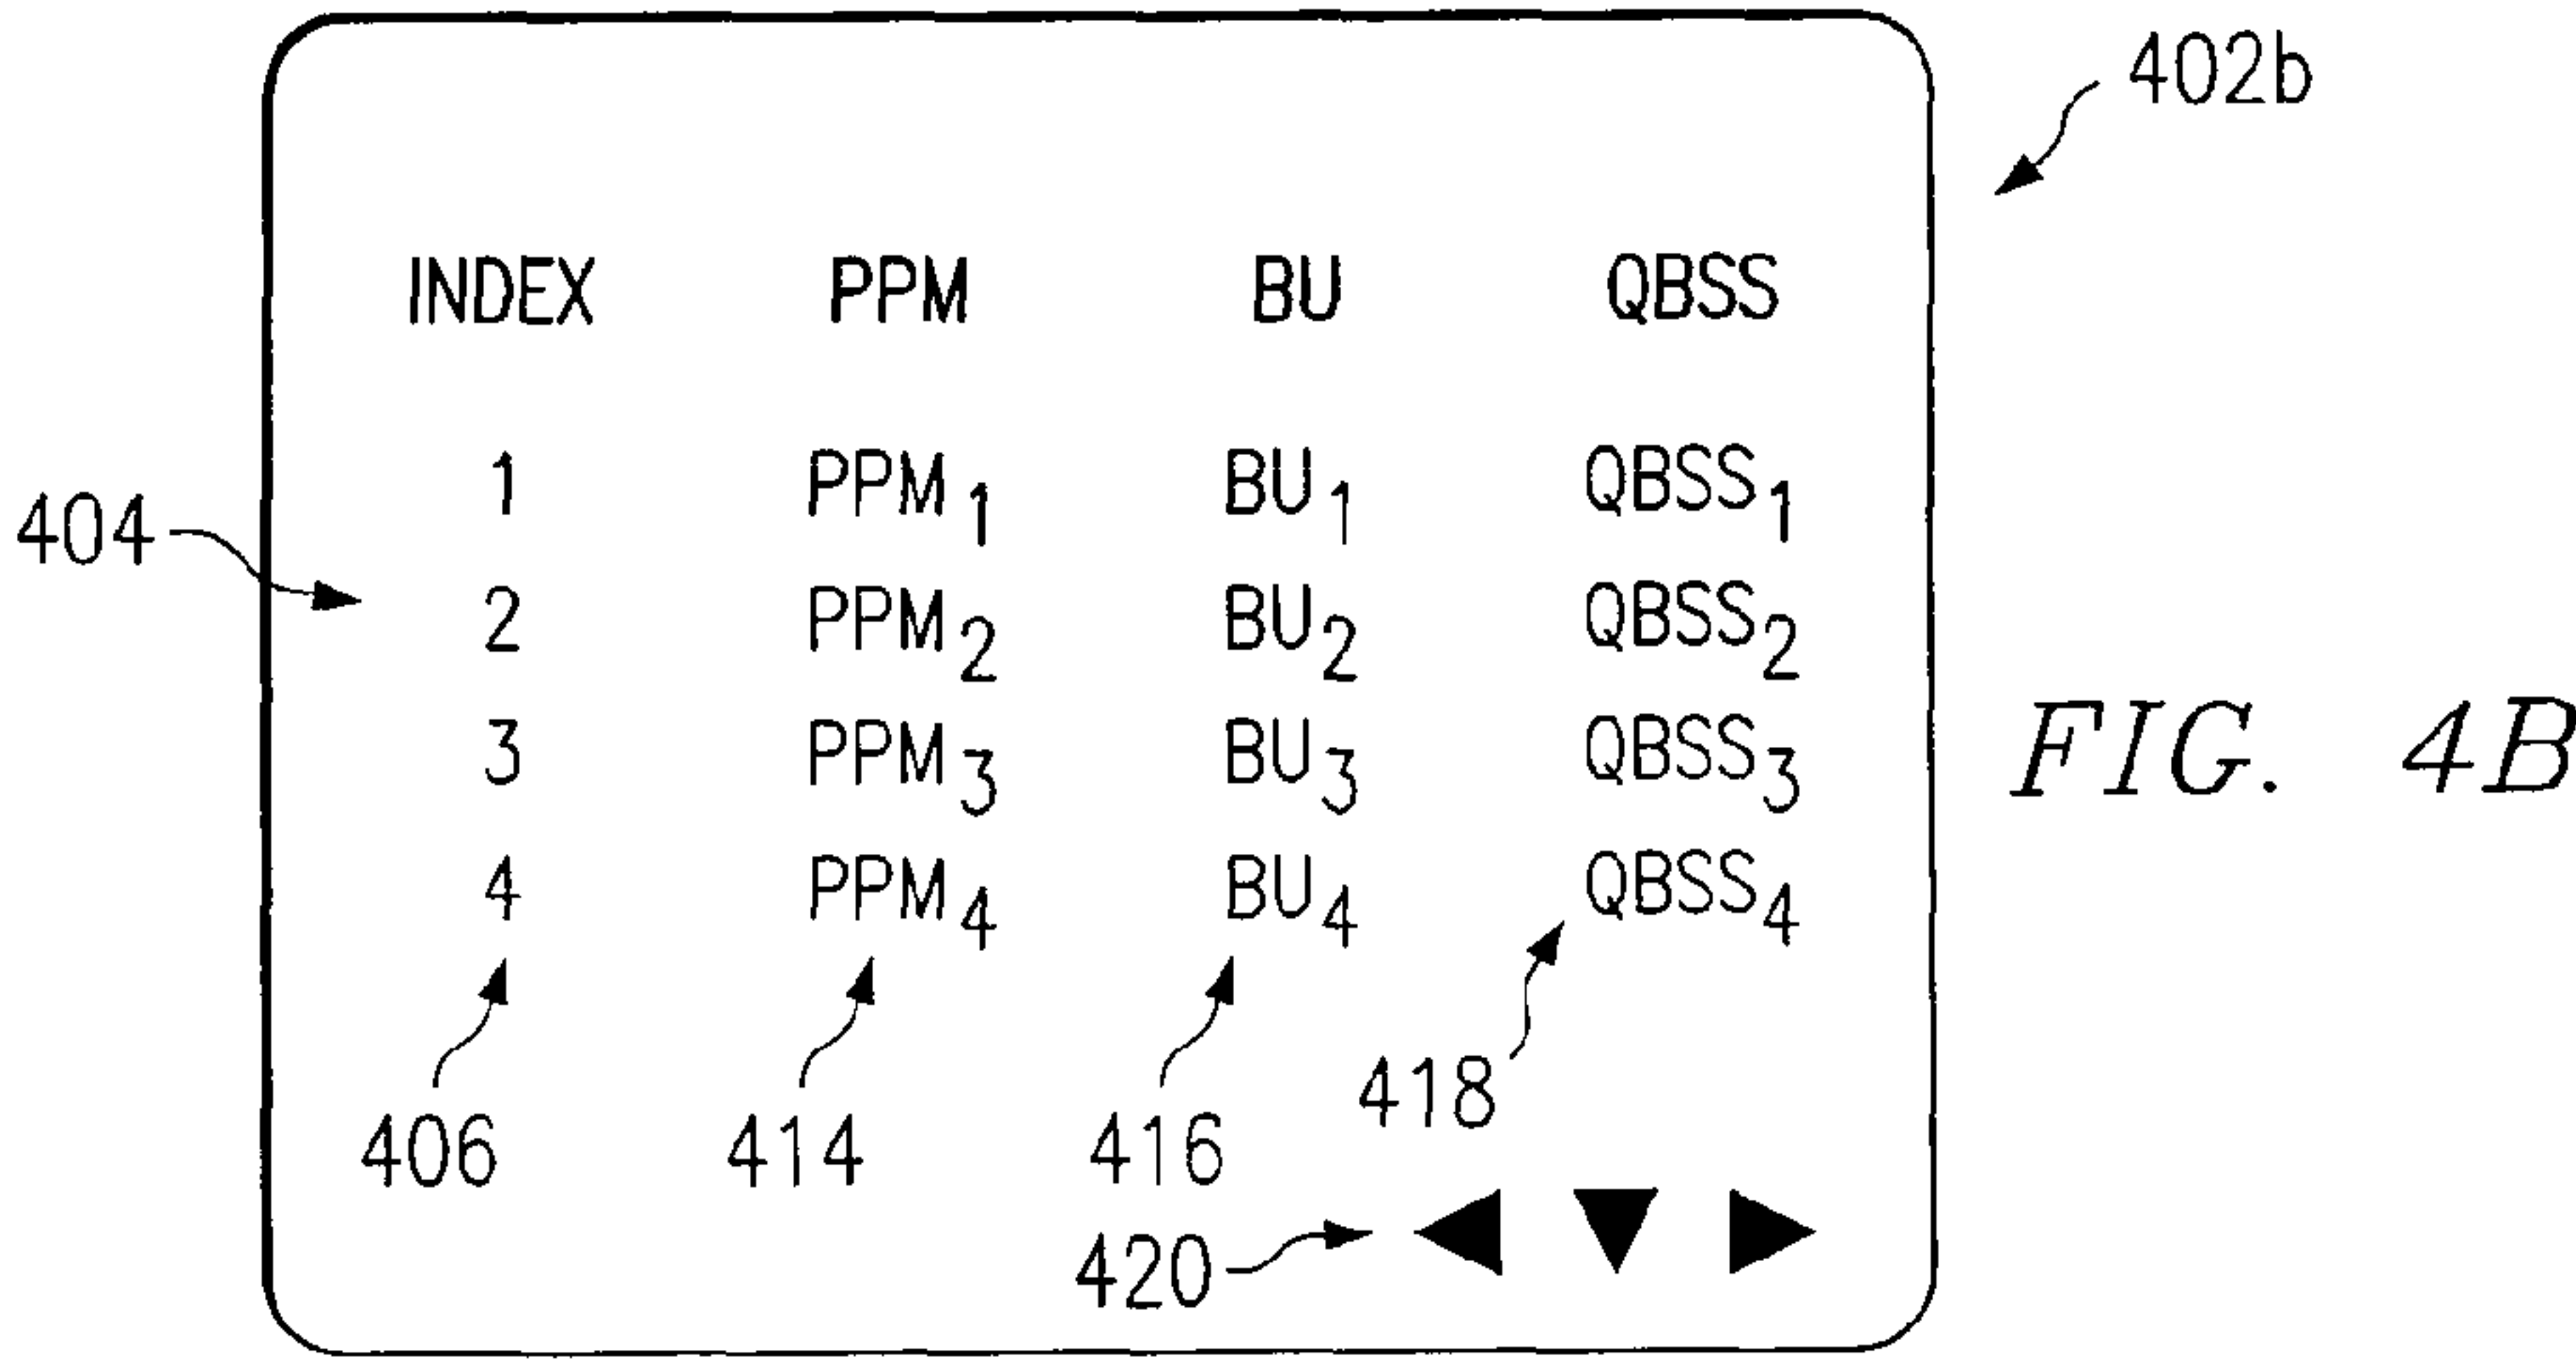 402b
INDEX PPM BU QBSS
1 PPM₁ BU₁ QBSS₁
404
2 PPM₂ BU₂ QBSS₂
3 PPM₃ BU₃ QBSS₃
FIG. 4B
4 PPM₄ BU₄ QBSS₄
406 414 416 418
420